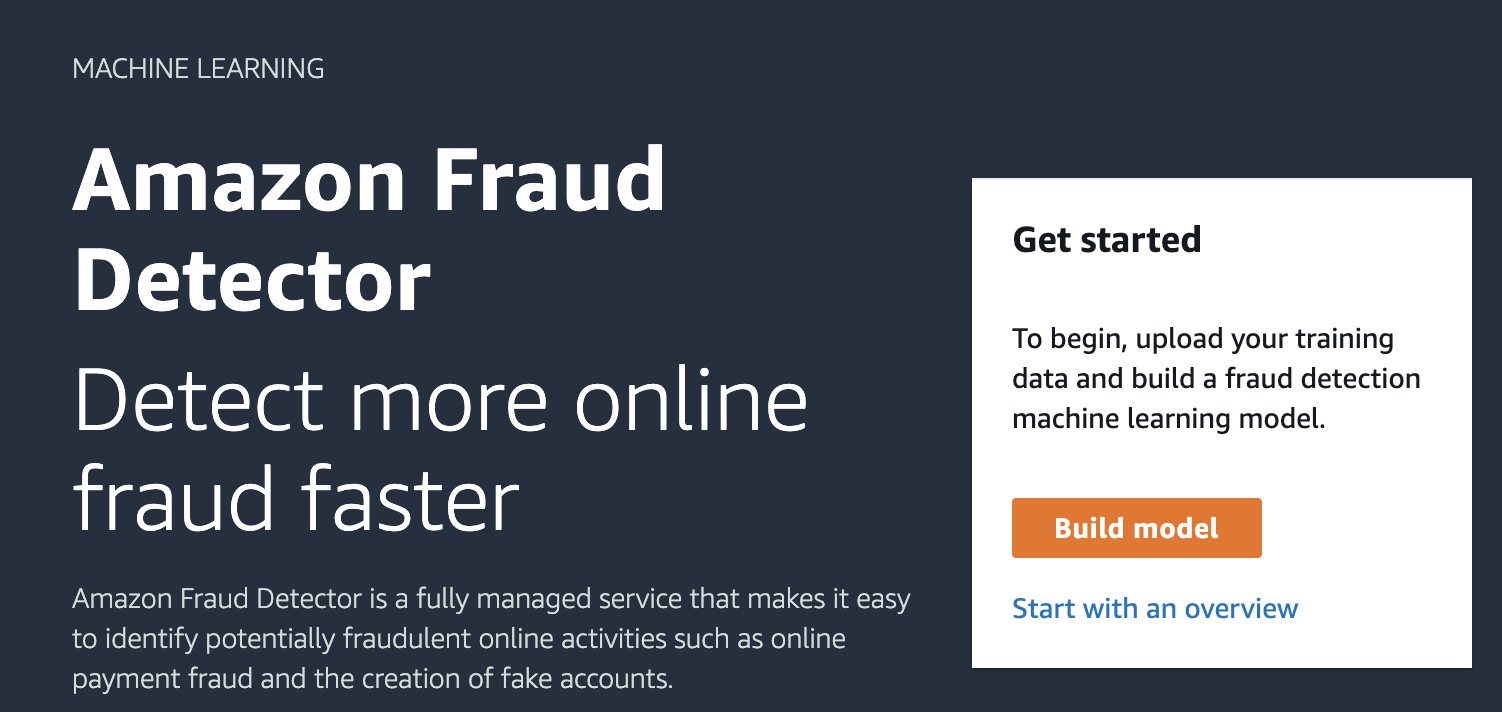 MACHINE LEARNING
Amazon Fraud
Detector
Detect more online
fraud faster
Amazon Fraud Detector is a fully managed service that makes it easy
to identify potentially fraudulent online activities such as online
payment fraud and the creation of fake accounts.
Get started
To begin, upload your training
data and build a fraud detection
machine learning model.
Build model
Start with an overview